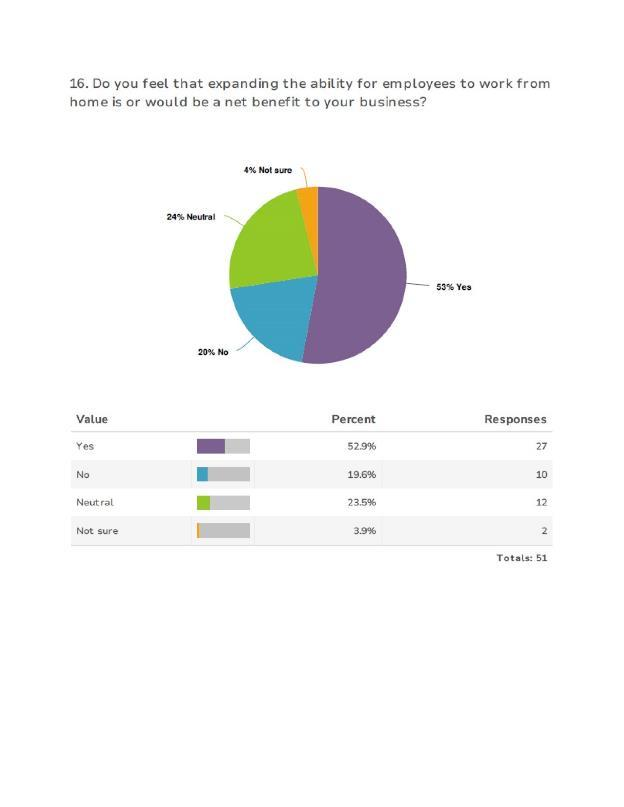 16. Do you feel that expanding the ability for employees to work from
home is or would be a net benefit to your business?
4% Not sure
24% Neutral
53% Yes
20% No
Value Percent Responses
Yes 52.9% 27
No 19.6% 10
Neutral 23.5% 12
Not sure 3.9% 2
Totals: 51